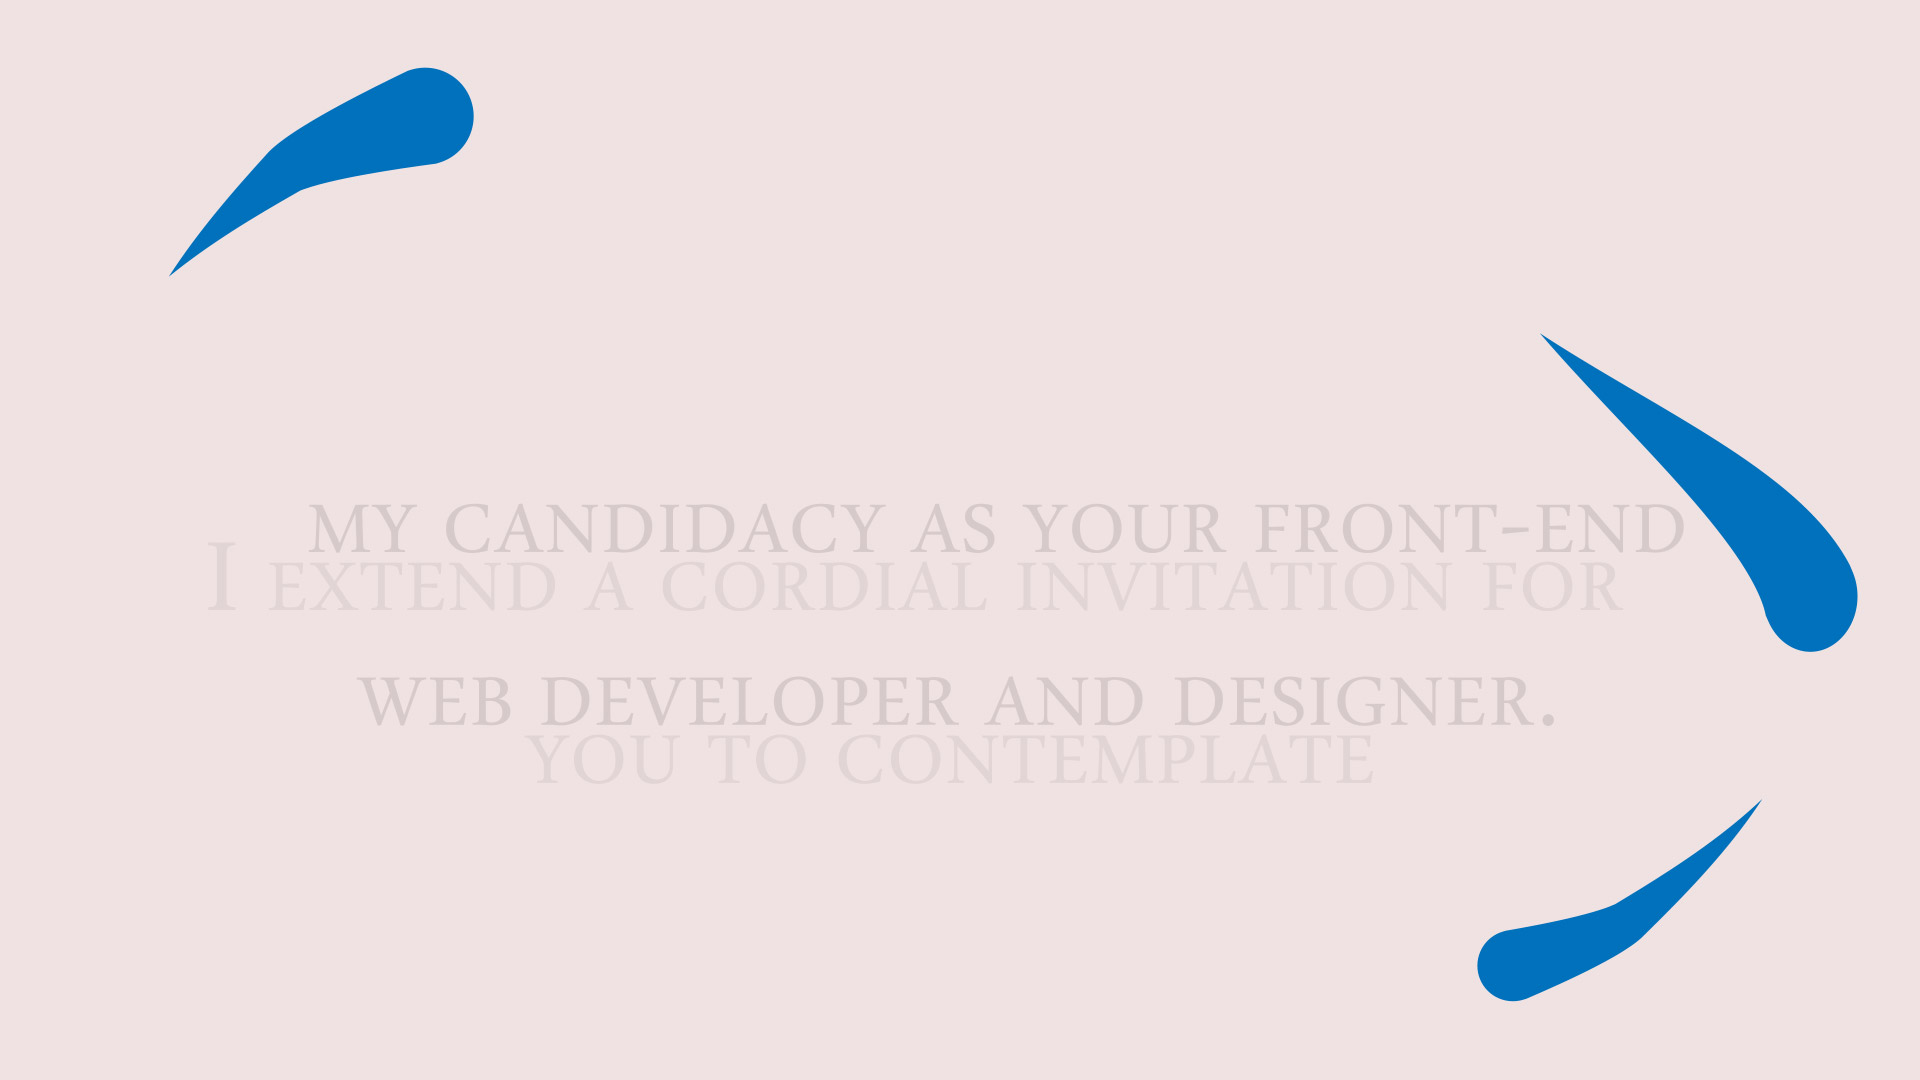 I extend a cordial invitation for
you to contemplate
my candidacy as your front-end
web developer and designer.